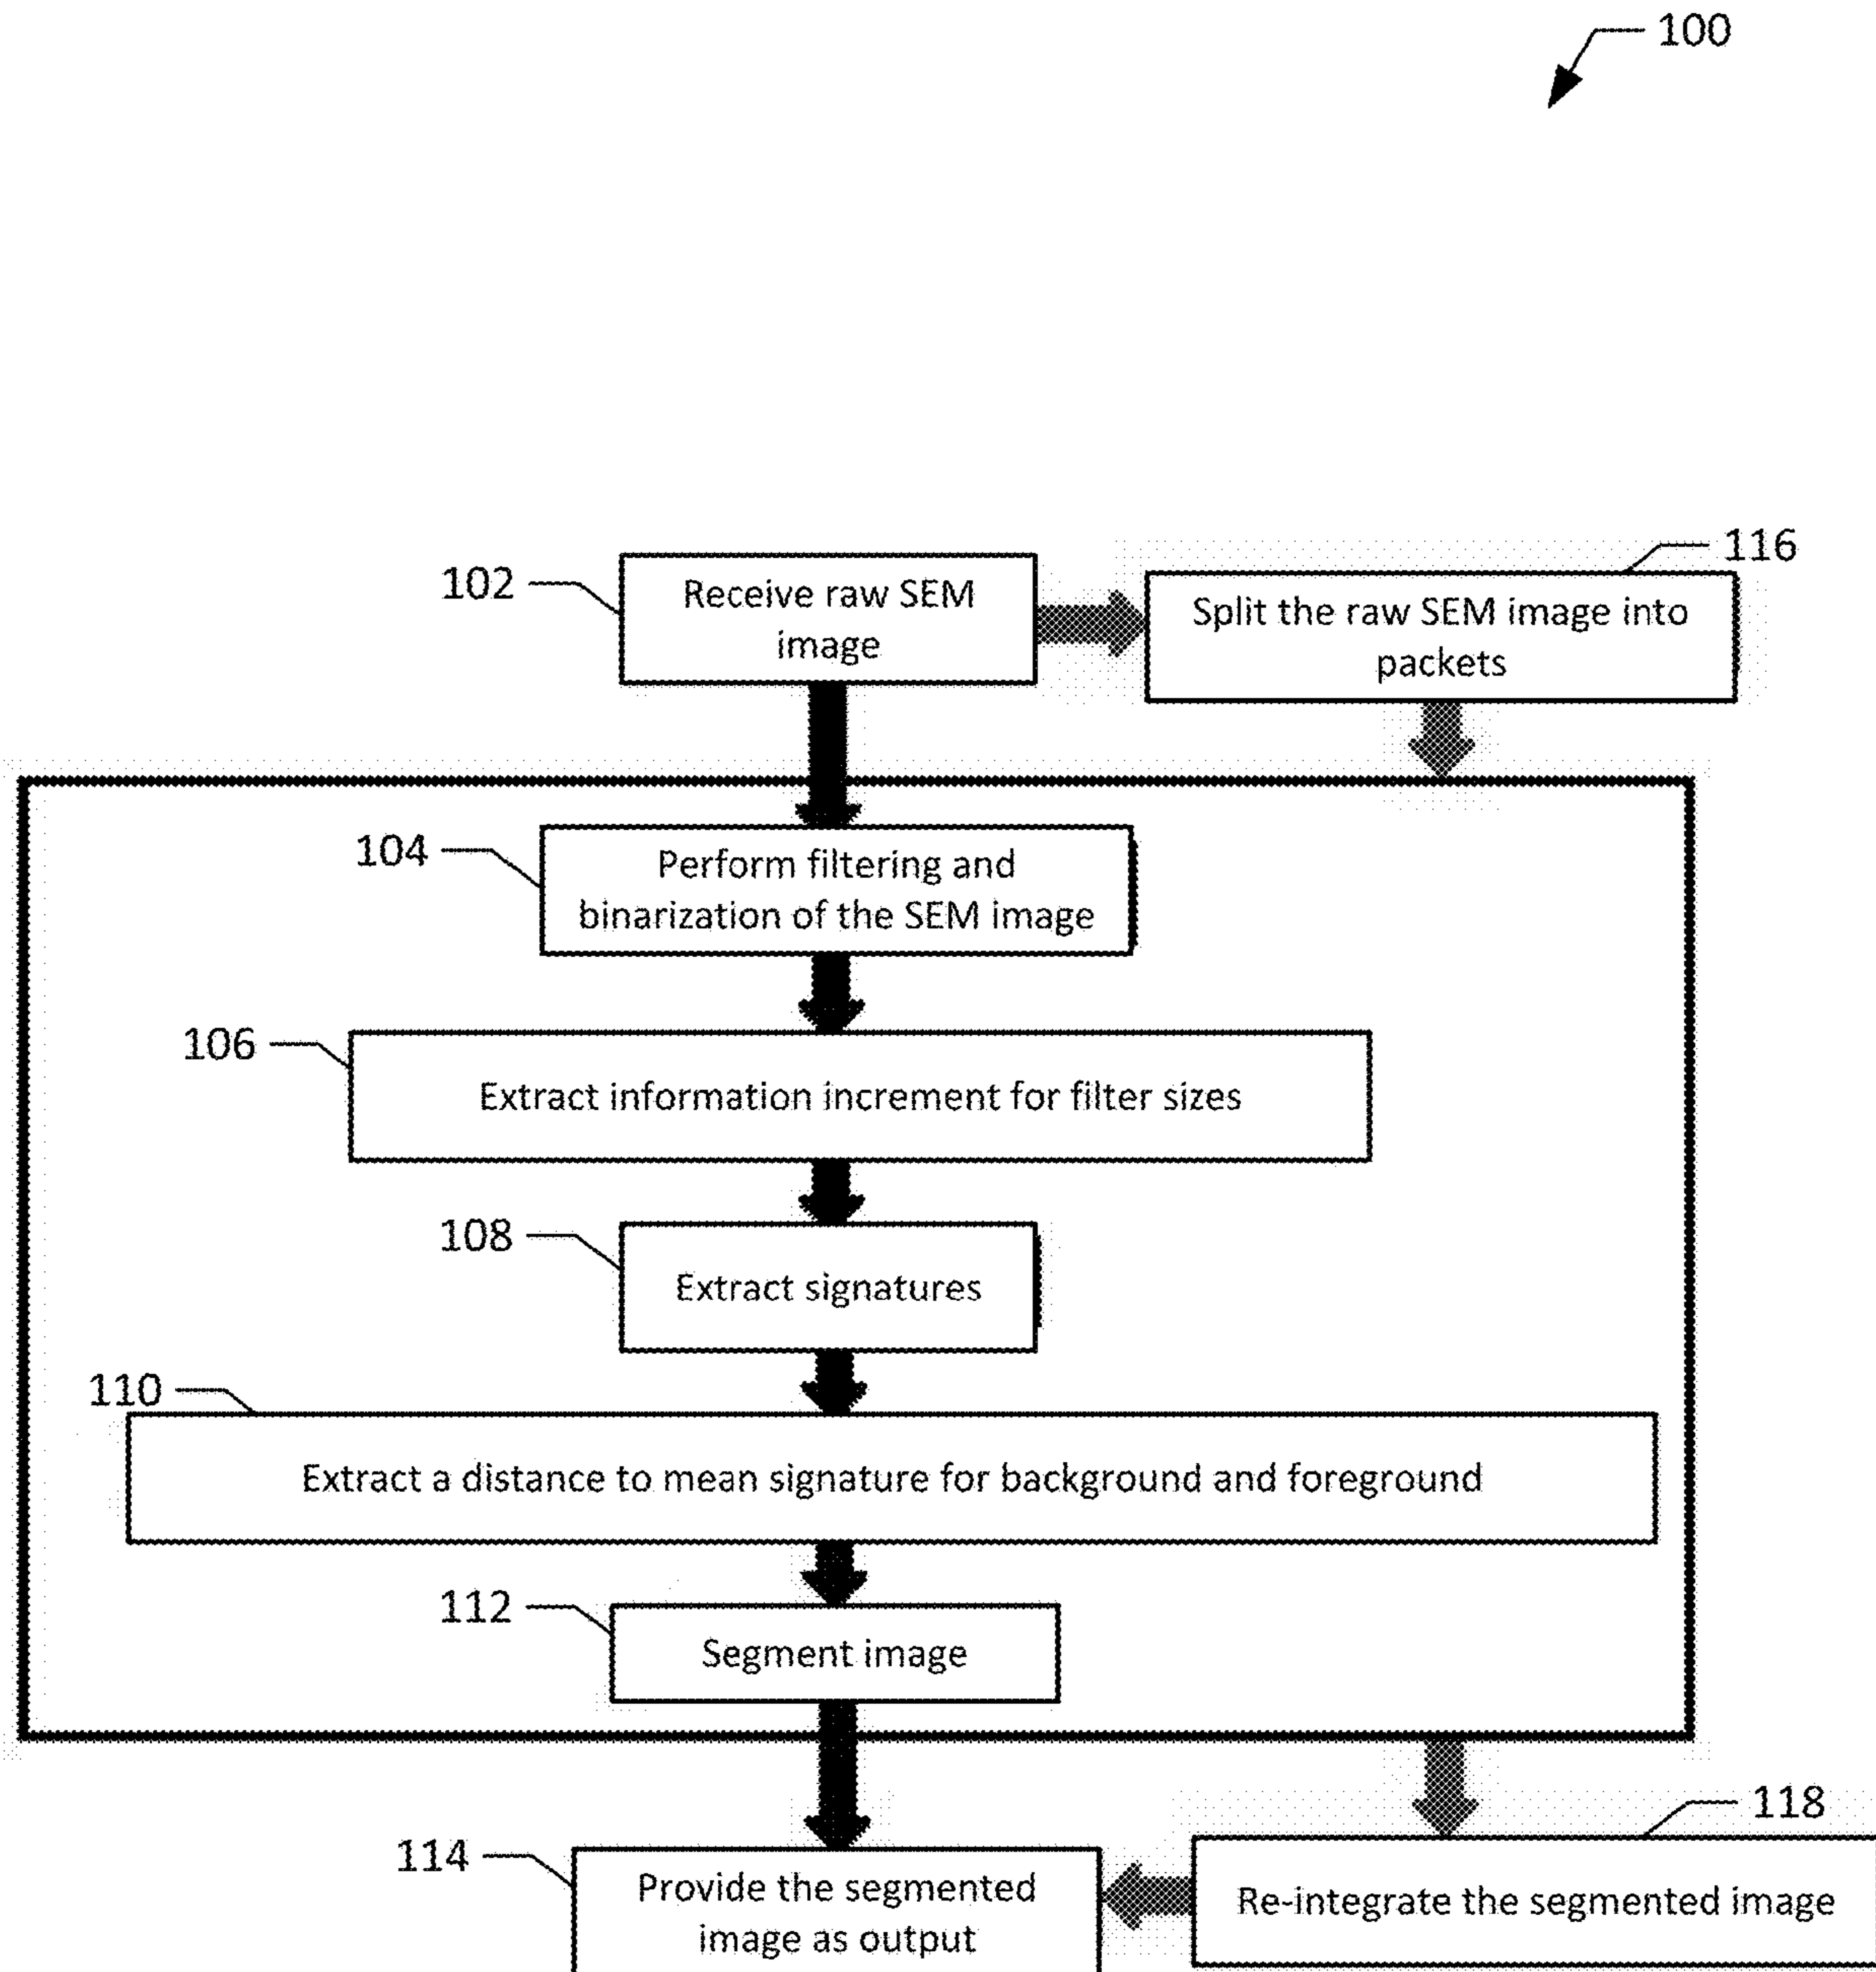 100
102
Receive raw SEM
image
116
Split the raw SEM image into
packets
104
Perform filtering and
binarization of the SEM image
106
Extract information increment for filter sizes
108
Extract signatures
110
Extract a distance to mean signature for background and foreground
112
Segment image
114
Provide the segmented
image as output
118
Re-integrate the segmented image